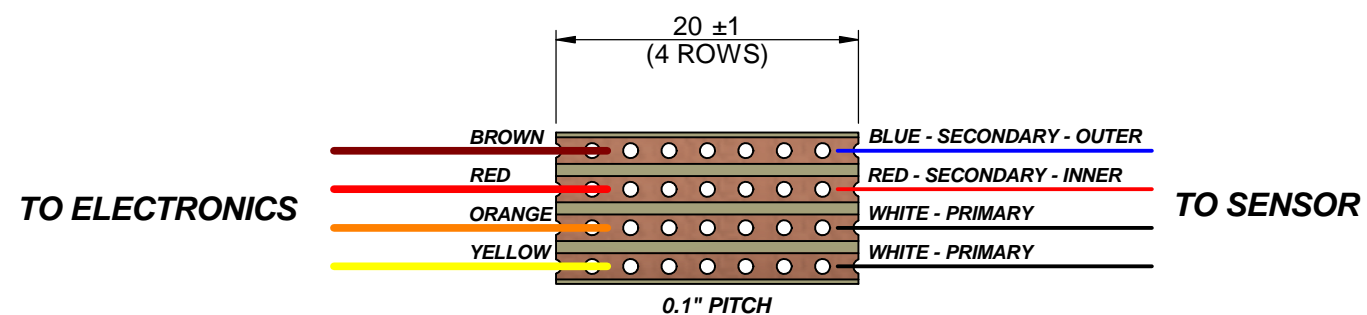 20 ±1
(4 ROWS)
BROWN
BLUE - SECONDARY - OUTER
RED
RED - SECONDARY - INNER
TO ELECTRONICS
TO SENSOR
ORANGE
WHITE - PRIMARY
YELLOW
WHITE - PRIMARY
0.1" PITCH